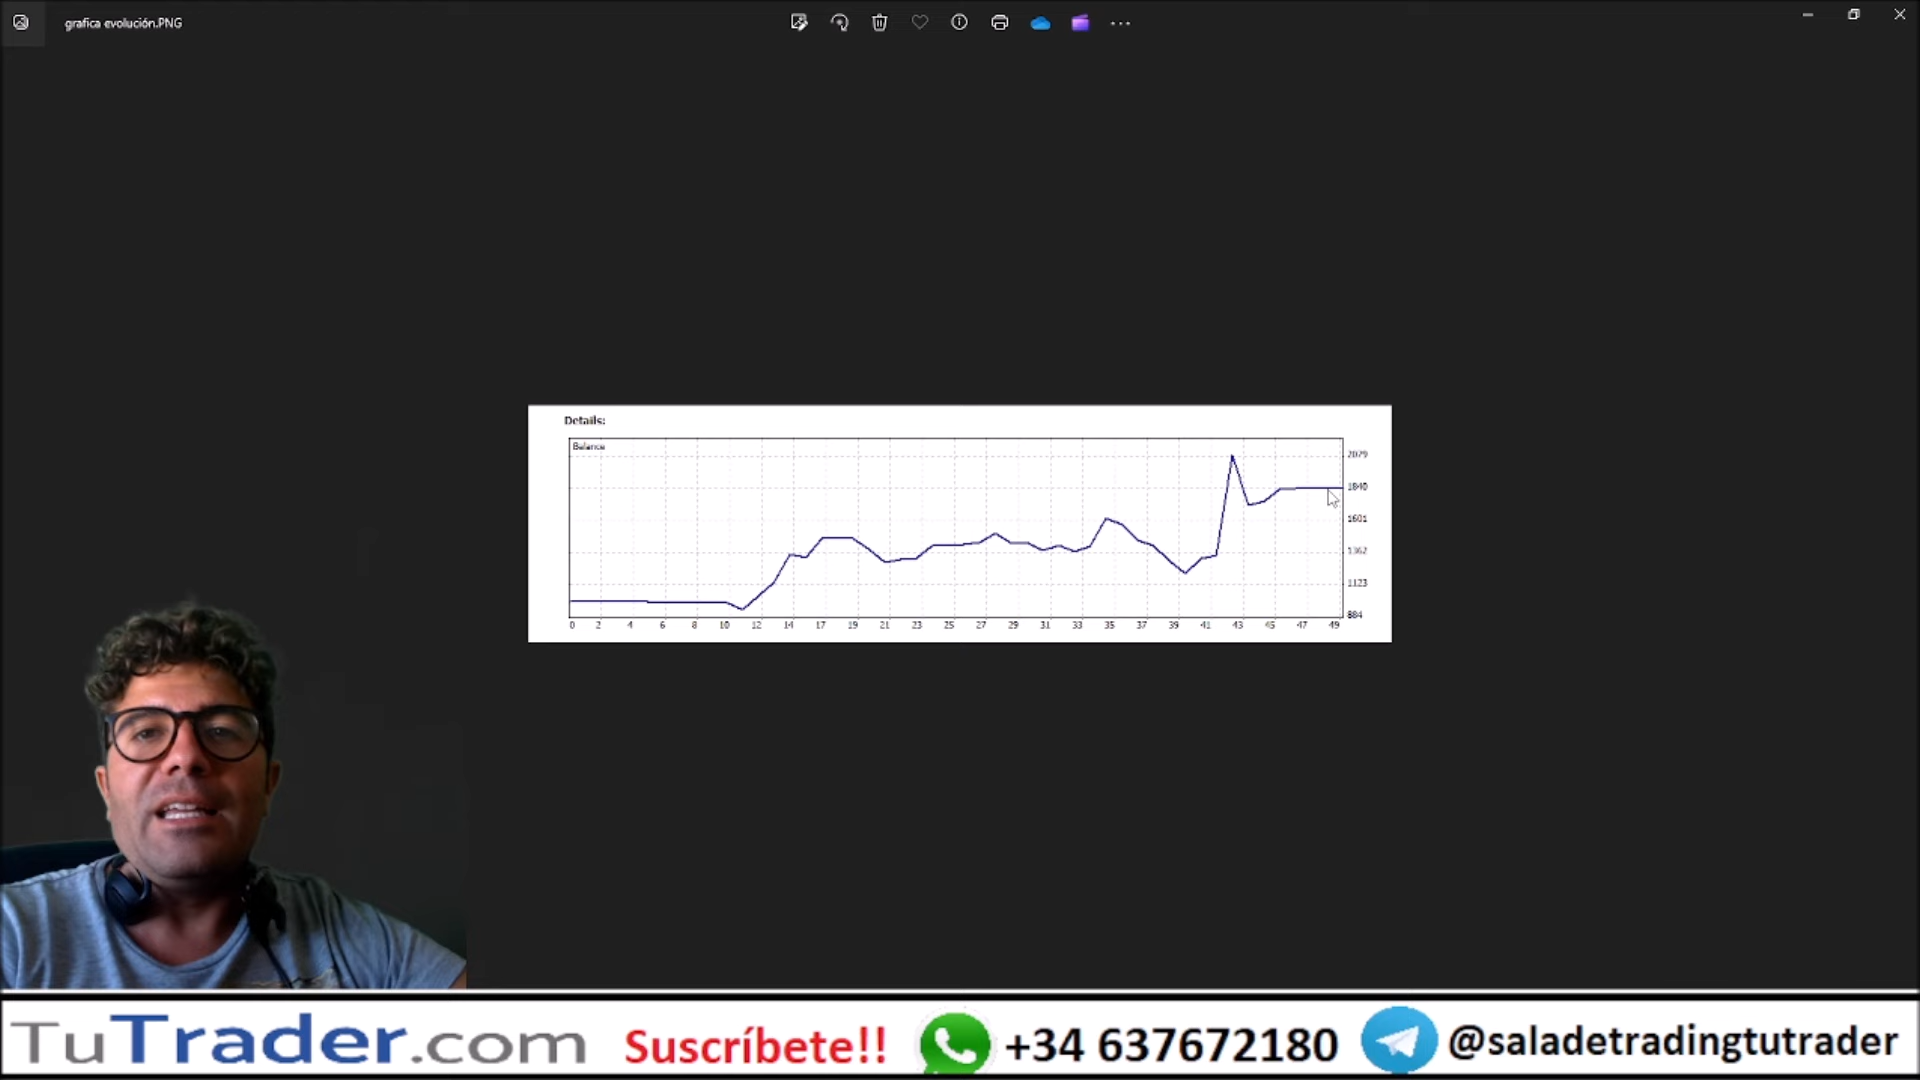 grafica evolución.PNG
Details:
Balance
2079
1840
1601
1362
1123
884
0 2 4 6 8 10 12 14 17 19 21 23 25 27 29 31 33 35 37 39 41 43 45 47 49
TuTrader.com Suscríbete!! +34 637672180 @saladetradingtutrader